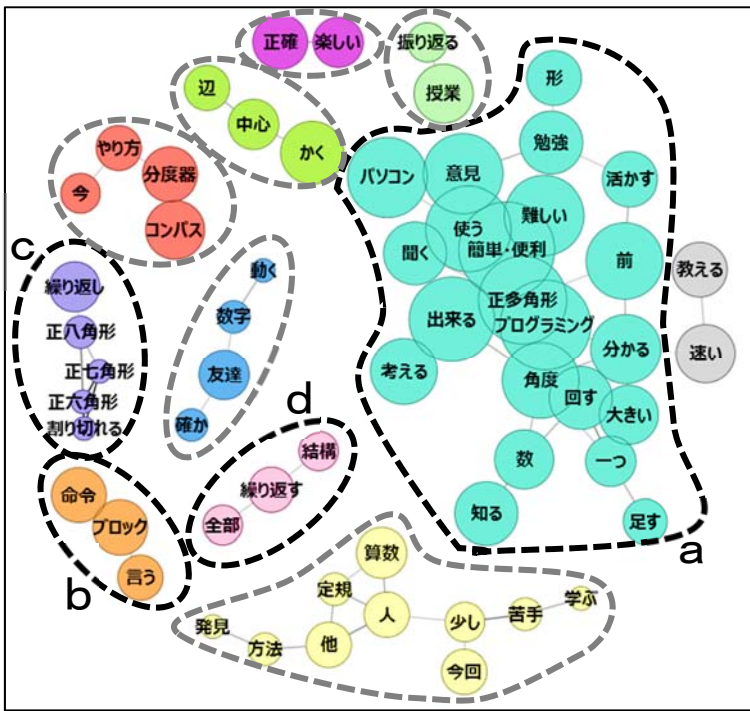 正確
楽しい
振り返る
授業
辺
中心
かく
やり方
分度器
今
コンパス
形
勉強
パソコン
意見
活かす
使う
難しい
聞く
簡単・便利
前
教える
正多角形
出来る
プログラミング
分かる
速い
考える
角度
回す
大きい
数
一つ
知る
足す
a
c
繰り返し
正八角形
正七角形
正六角形
割り切れる
動く
数字
友達
確か
d
結構
繰り返す
全部
命令
ブロック
言う
b
算数
定規
人
発見
方法
他
少し
苦手
学ぶ
今回